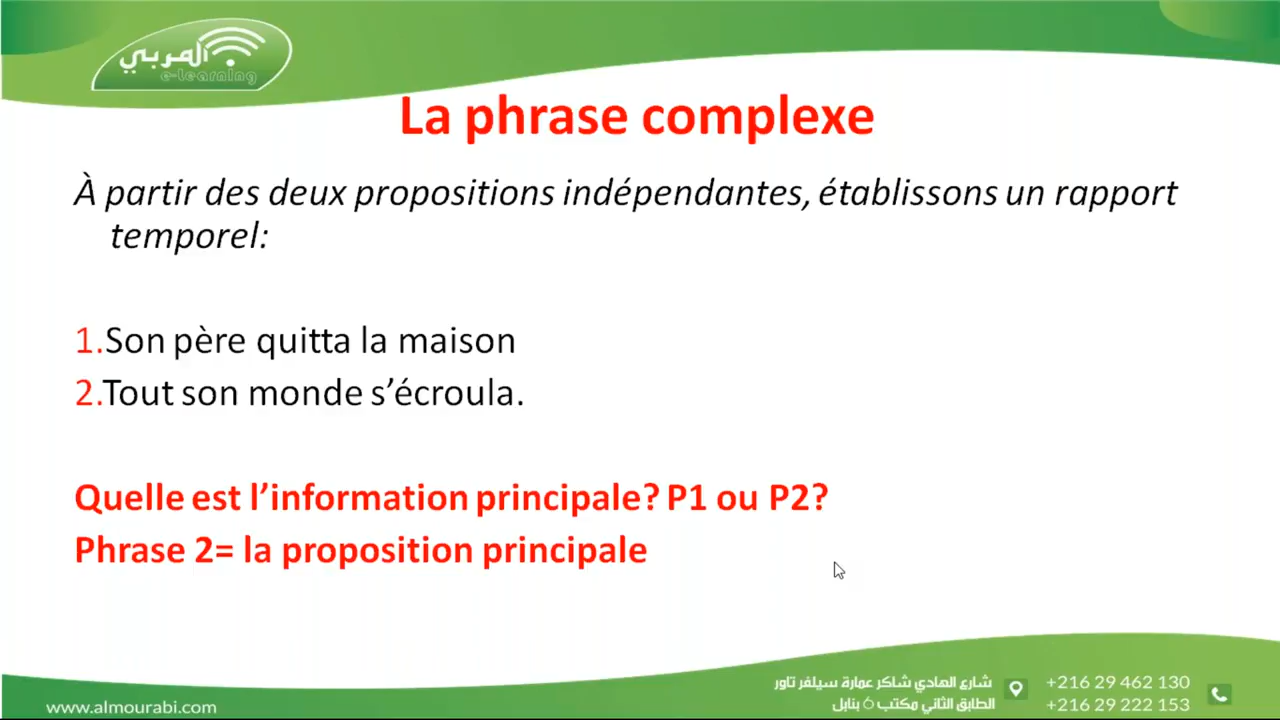 المربي
e-learning
La phrase complexe
À partir des deux propositions indépendantes, établissons un rapport
temporel:
1.Son père quitta la maison
2.Tout son monde s’écroula.
Quelle est l’information principale? P1 ou P2?
Phrase 2= la proposition principale
www.almourabi.com
شارع الهادي شاكر عمارة سيلفر تاور
الطابق الثاني مكتب 6 بنابل
+216 29 462 130
+216 29 222 153